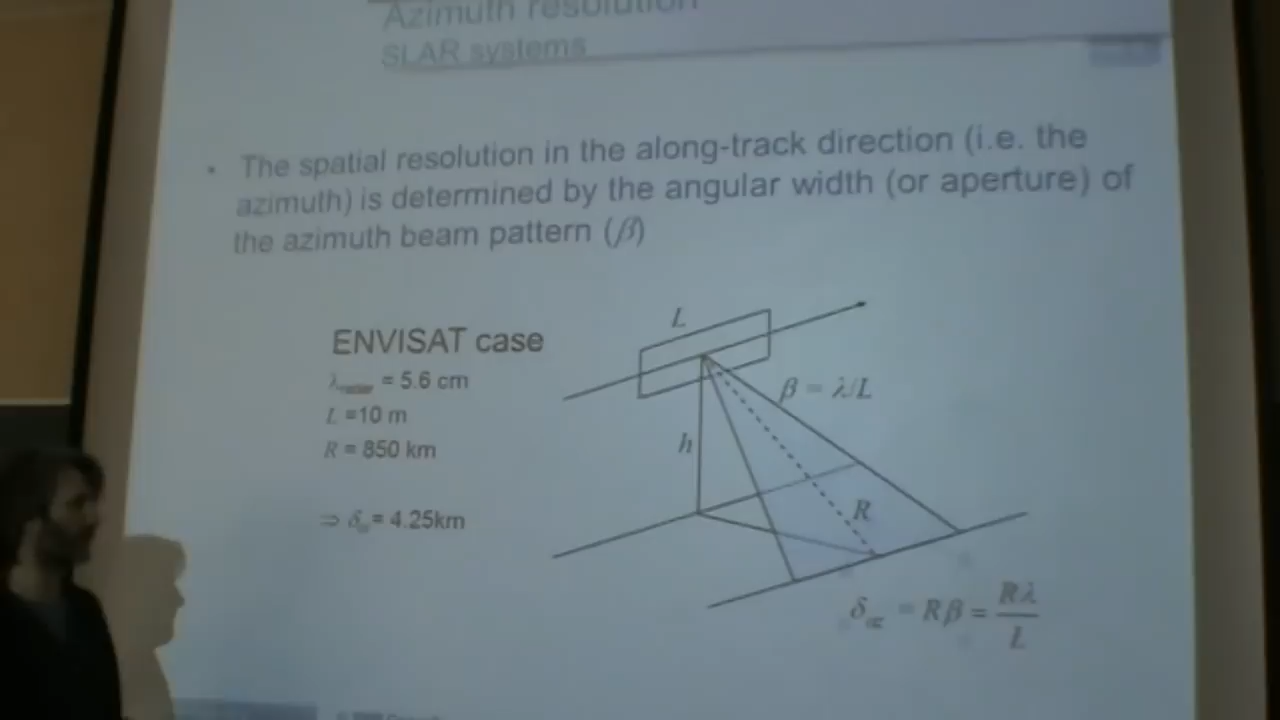 Azimuth resolution
SLAR systems
• The spatial resolution in the along-track direction (i.e. the
azimuth) is determined by the angular width (or aperture) of
the azimuth beam pattern (β)
L
ENVISAT case
λ = 5.6 cm
β = λ/L
L =10 m
h
R = 850 km
R
⇒ δ = 4.25km
δ = Rβ = Rλ
L